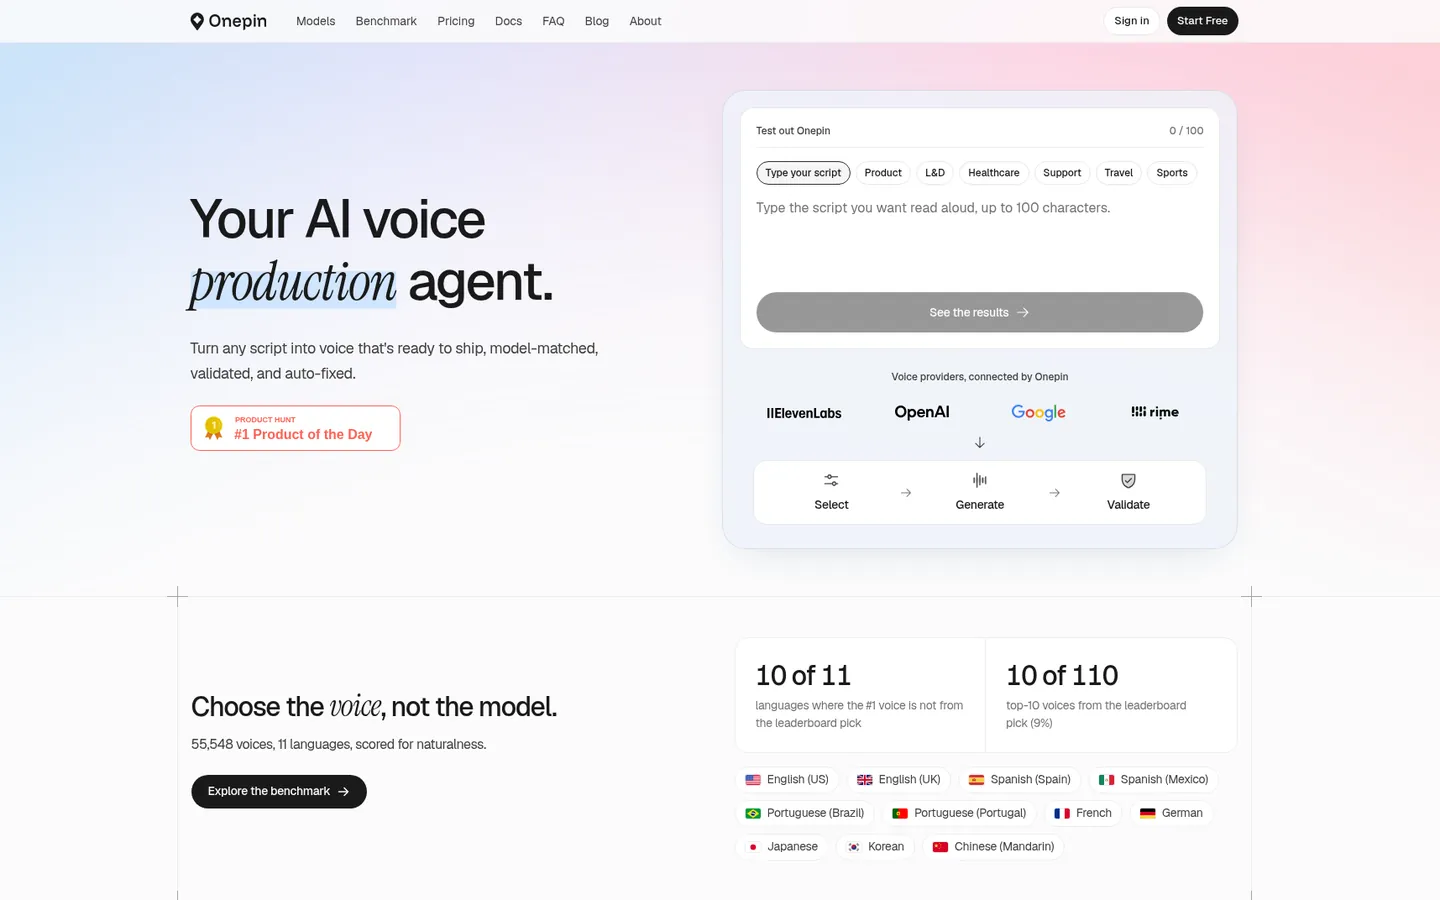 Onepin
Models
Benchmark
Pricing
Docs
FAQ
Blog
About
Sign in
Start Free
Your AI voice
production agent.
Turn any script into voice that's ready to ship, model-matched,
validated, and auto-fixed.
1
PRODUCT HUNT
#1 Product of the Day
Test out Onepin
0 / 100
Type your script
Product
L&D
Healthcare
Support
Travel
Sports
Type the script you want read aloud, up to 100 characters.
See the results
Voice providers, connected by Onepin
IIElevenLabs
OpenAI
Google
rime
Select
Generate
Validate
Choose the voice, not the model.
55,548 voices, 11 languages, scored for naturalness.
Explore the benchmark
10 of 11
languages where the #1 voice is not from
the leaderboard pick
10 of 110
top-10 voices from the leaderboard
pick (9%)
English (US)
English (UK)
Spanish (Spain)
Spanish (Mexico)
Portuguese (Brazil)
Portuguese (Portugal)
French
German
Japanese
Korean
Chinese (Mandarin)